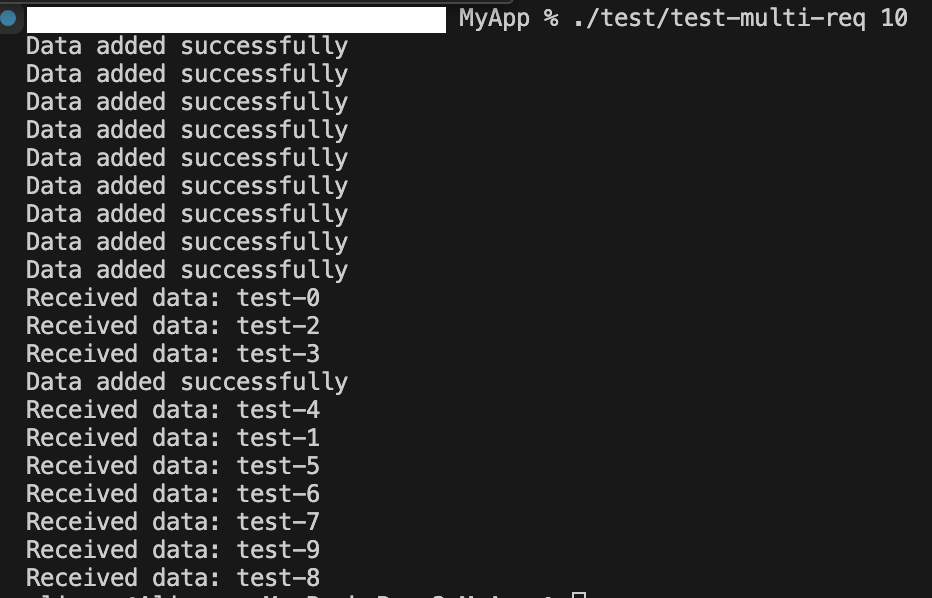 MyApp % ./test/test-multi-req 10
Data added successfully
Data added successfully
Data added successfully
Data added successfully
Data added successfully
Data added successfully
Data added successfully
Data added successfully
Data added successfully
Received data: test-0
Received data: test-2
Received data: test-3
Data added successfully
Received data: test-4
Received data: test-1
Received data: test-5
Received data: test-6
Received data: test-7
Received data: test-9
Received data: test-8